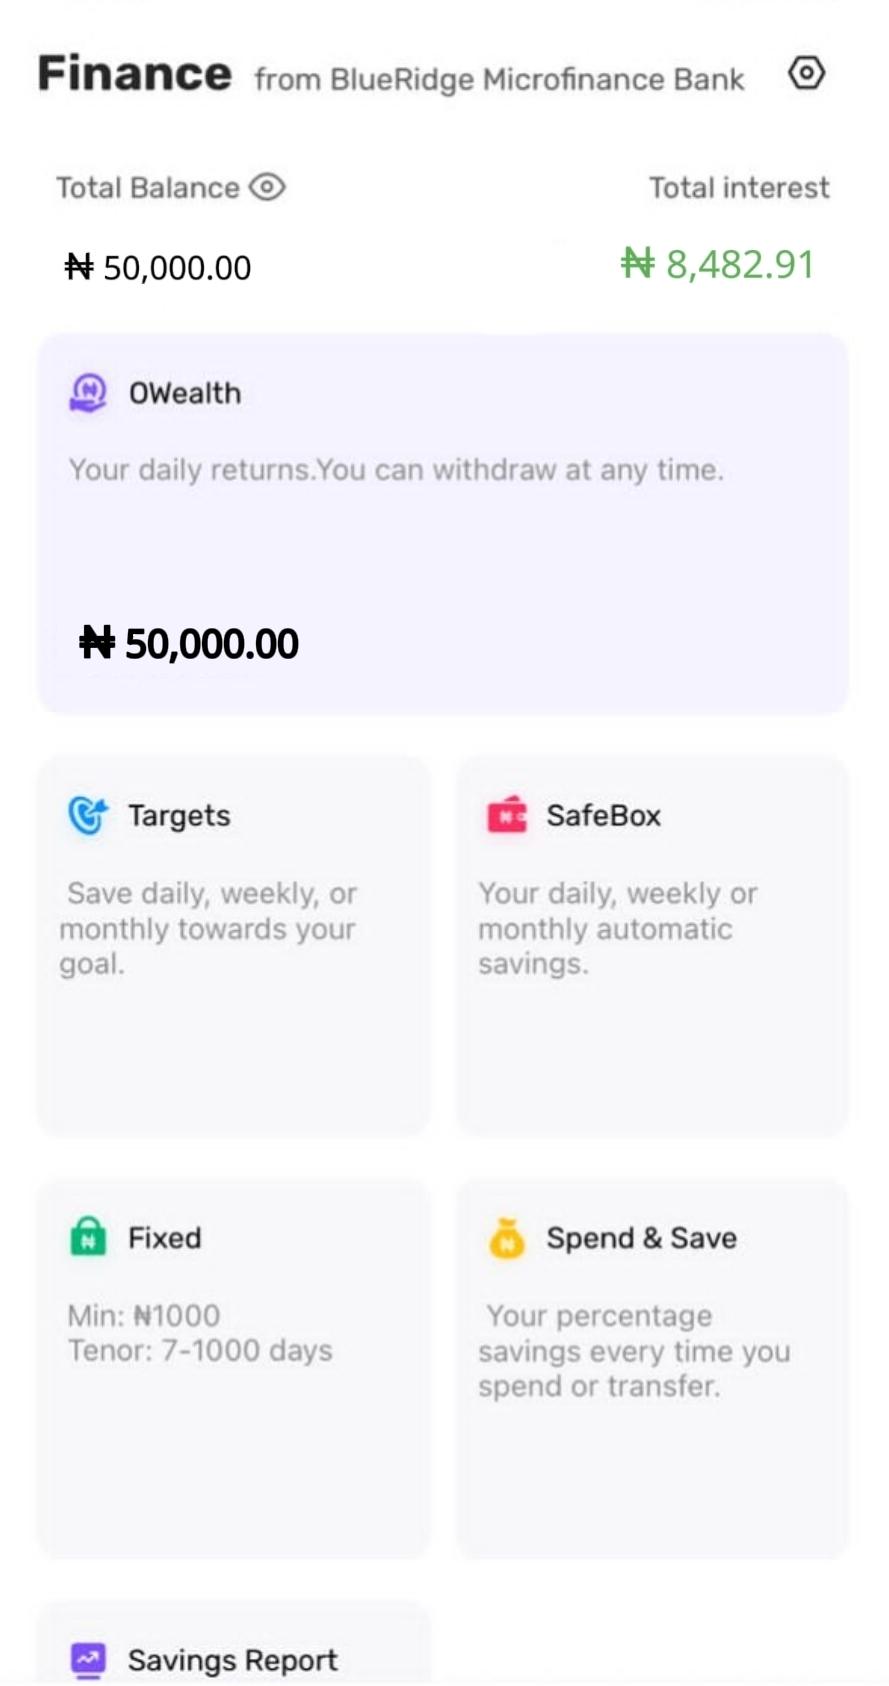 Finance from BlueRidge Microfinance Bank
Total Balance Total interest
₦ 50,000.00 ₦ 8,482.91
OWealth
Your daily returns.You can withdraw at any time.
₦ 50,000.00
Targets
Save daily, weekly, or
monthly towards your
goal.
SafeBox
Your daily, weekly or
monthly automatic
savings.
Fixed
Min: ₦1000
Tenor: 7-1000 days
Spend & Save
Your percentage
savings every time you
spend or transfer.
Savings Report